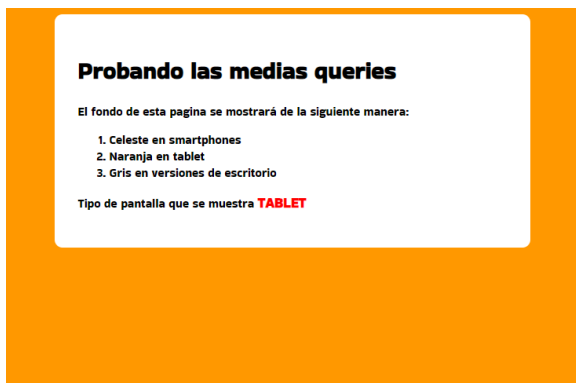 Probando las medias queries
El fondo de esta pagina se mostrará de la siguiente manera:
1. Celeste en smartphones
2. Naranja en tablet
3. Gris en versiones de escritorio
Tipo de pantalla que se muestra TABLET